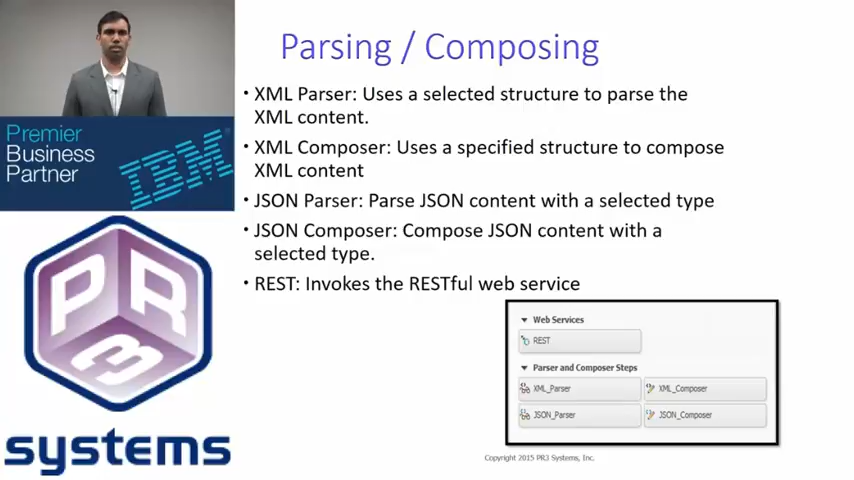 Parsing / Composing
• XML Parser: Uses a selected structure to parse the
XML content.
• XML Composer: Uses a specified structure to compose
XML content
• JSON Parser: Parse JSON content with a selected type
• JSON Composer: Compose JSON content with a
selected type.
• REST: Invokes the RESTful web service
Premier
Business
Partner
IBM
PR3
systems
Web Services
REST
Parser and Composer Steps
XML_Parser
XML_Composer
JSON_Parser
JSON_Composer
Copyright 2015 PR3 Systems, Inc.